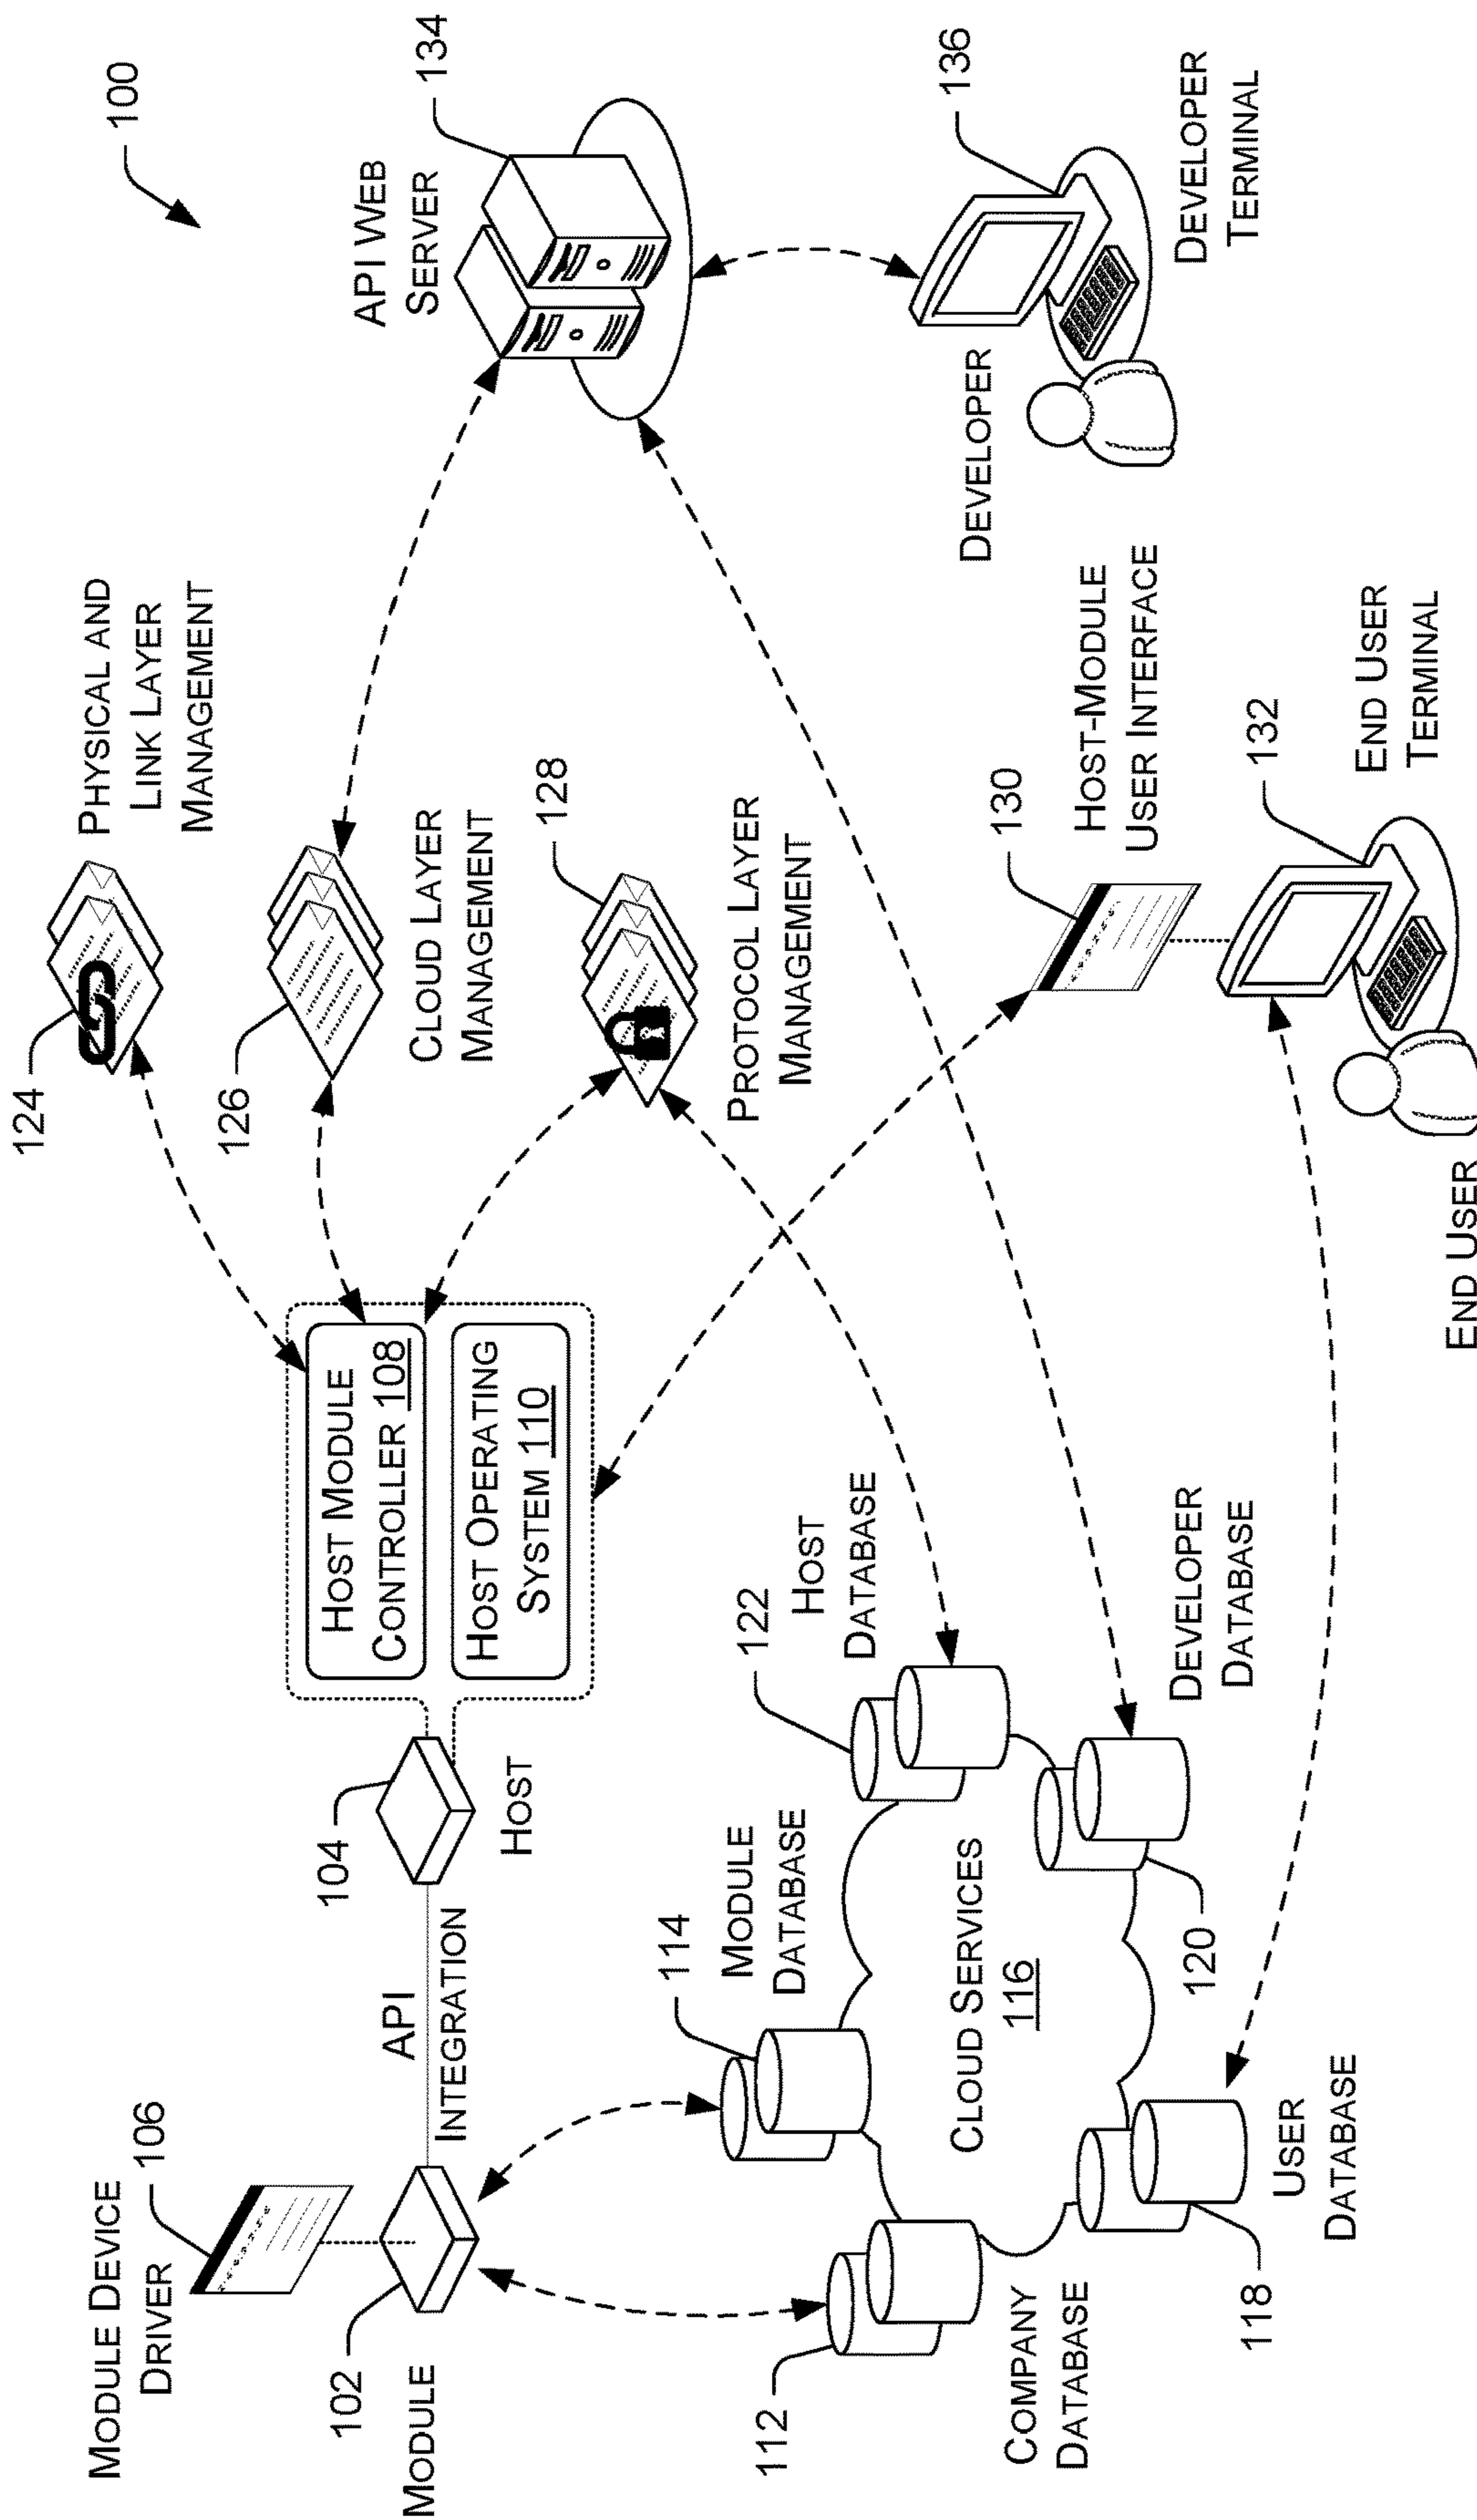 100
MODULE DEVICE
DRIVER
106
102
MODULE
API
INTEGRATION
104
HOST
HOST MODULE
CONTROLLER 108
HOST OPERATING
SYSTEM 110
124
PHYSICAL AND
LINK LAYER
MANAGEMENT
126
CLOUD LAYER
MANAGEMENT
128
PROTOCOL LAYER
MANAGEMENT
API WEB
SERVER
134
112
COMPANY
DATABASE
114
MODULE
DATABASE
CLOUD SERVICES
116
122
HOST
DATABASE
118
USER
DATABASE
120
DEVELOPER
DATABASE
130
HOST-MODULE
USER INTERFACE
132
END USER
TERMINAL
END USER
DEVELOPER
136
DEVELOPER
TERMINAL